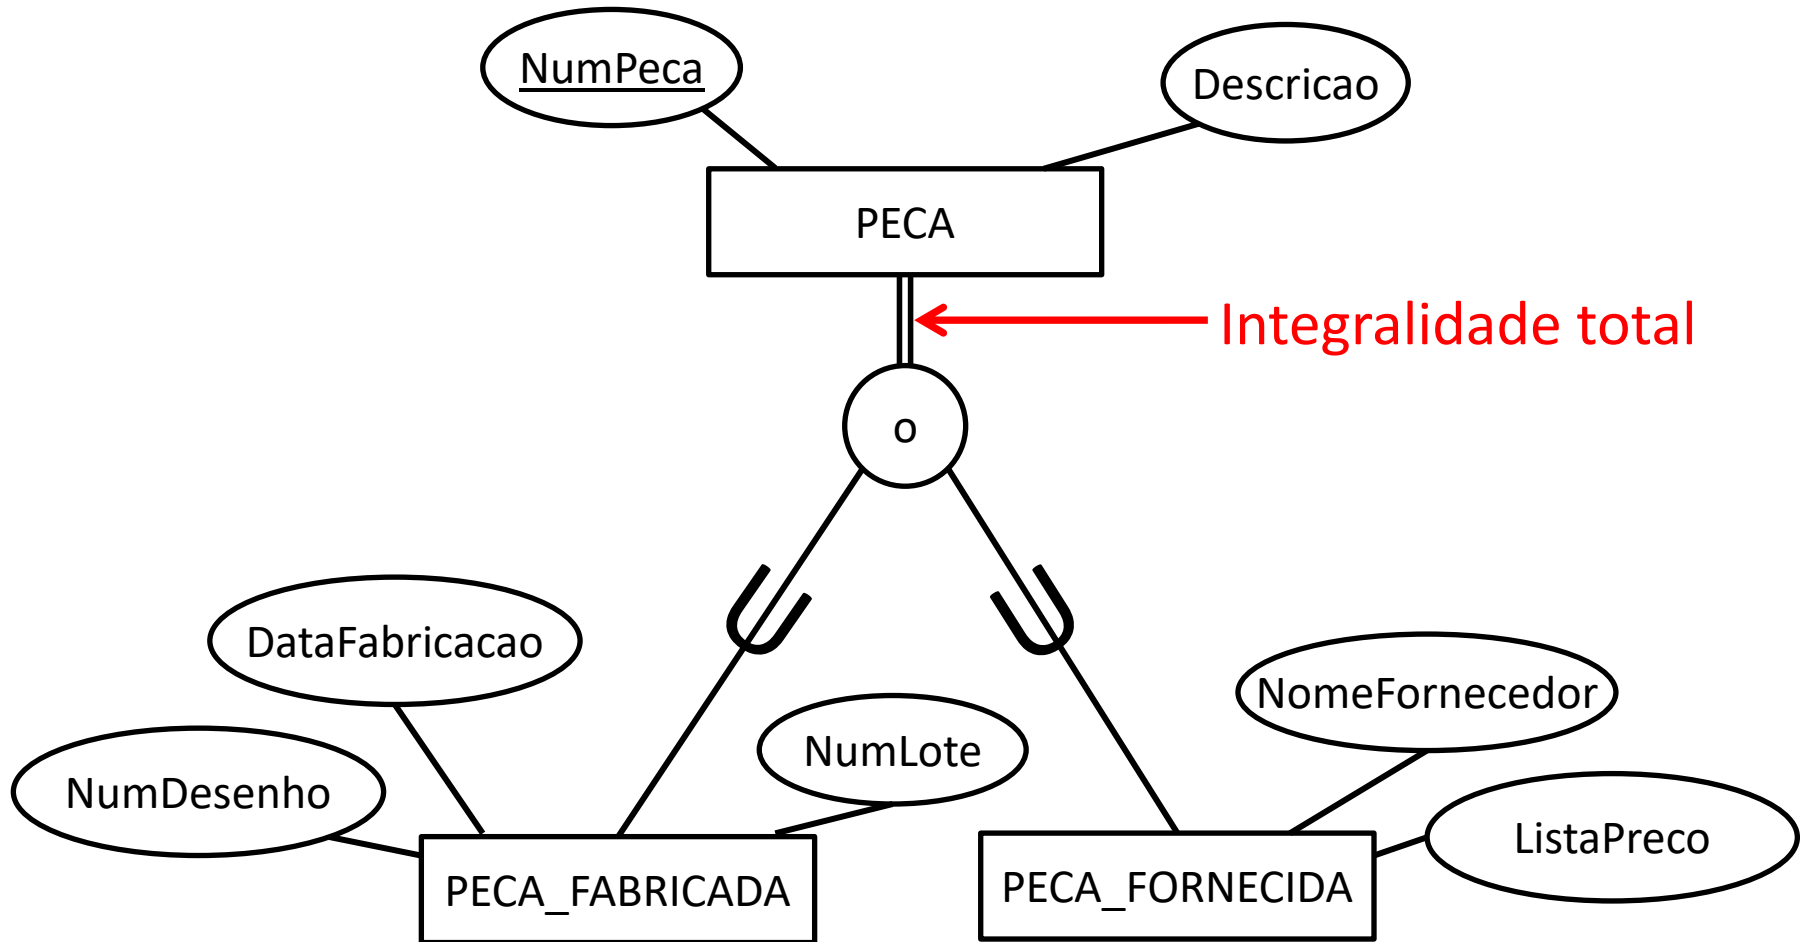 NumPeca
Descricao
PECA
Integralidade total
o
DataFabricacao
NumDesenho
NumLote
NomeFornecedor
ListaPreco
PECA_FABRICADA
PECA_FORNECIDA